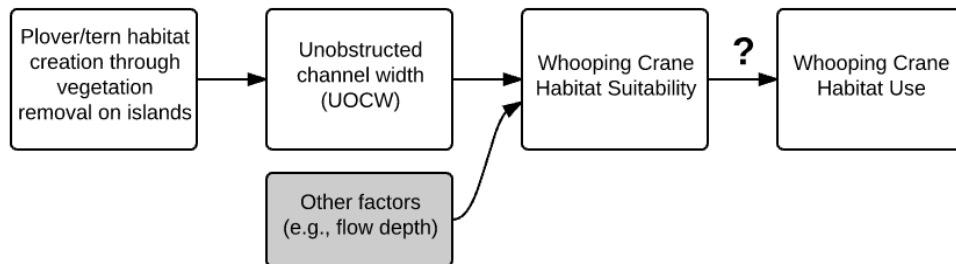 Plover/tern habitat
creation through
vegetation
removal on islands
Unobstructed
channel width
(UOCW)
Other factors
(e.g., flow depth)
Whooping Crane
Habitat Suitability
?
Whooping Crane
Habitat Use